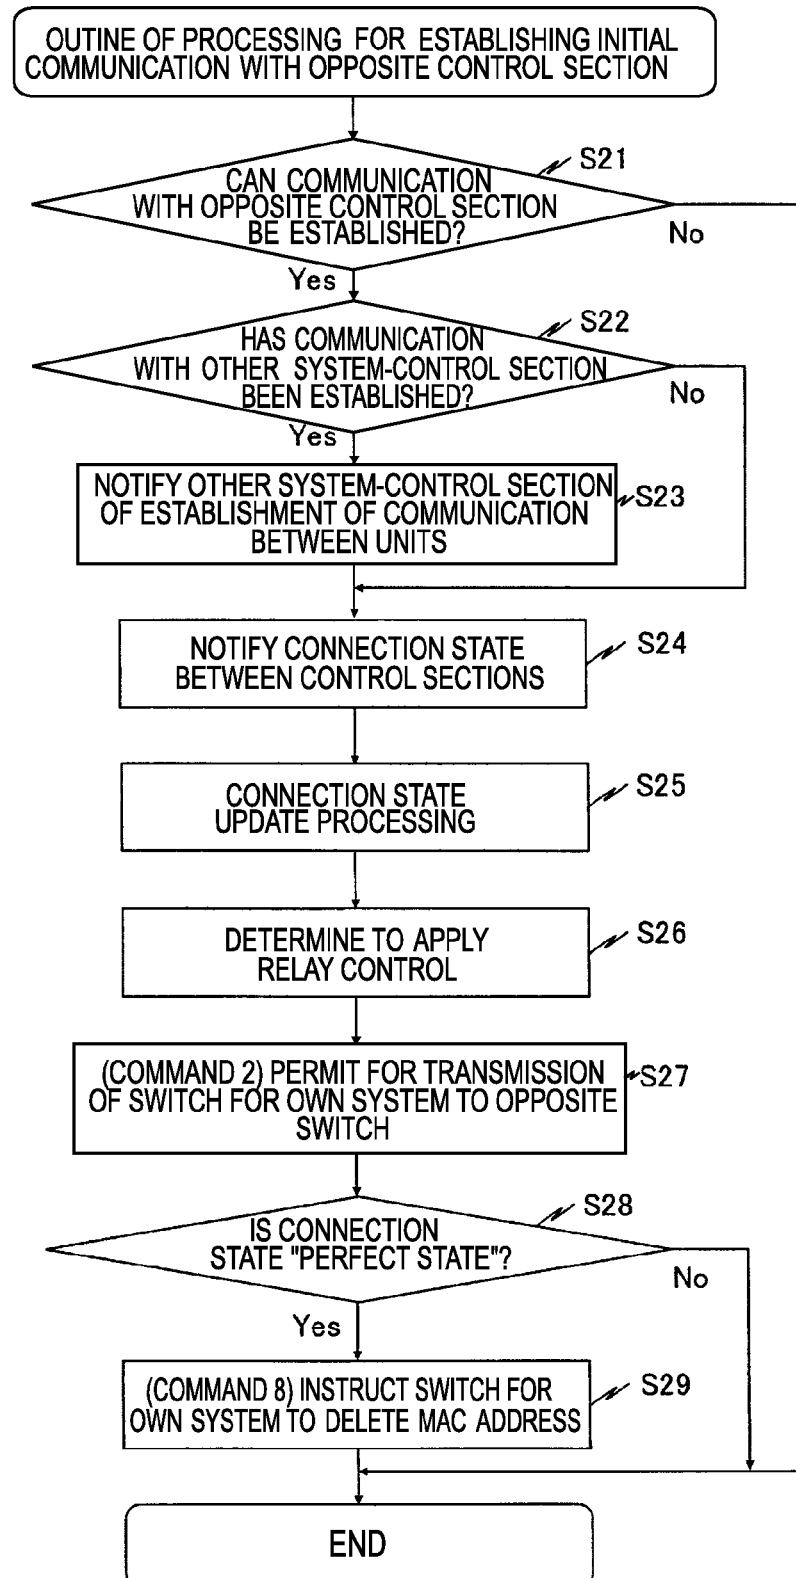 OUTINE OF PROCESSING FOR ESTABLISHING INITIAL
COMMUNICATION WITH OPPOSITE CONTROL SECTION
S21
CAN COMMUNICATION
WITH OPPOSITE CONTROL SECTION
BE ESTABLISHED?
No
Yes
S22
HAS COMMUNICATION
WITH OTHER SYSTEM-CONTROL SECTION
BEEN ESTABLISHED?
No
Yes
NOTIFY OTHER SYSTEM-CONTROL SECTION
OF ESTABLISHMENT OF COMMUNICATION
BETWEEN UNITS
S23
NOTIFY CONNECTION STATE
BETWEEN CONTROL SECTIONS
S24
CONNECTION STATE
UPDATE PROCESSING
S25
DETERMINE TO APPLY
RELAY CONTROL
S26
(COMMAND 2) PERMIT FOR TRANSMISSION
OF SWITCH FOR OWN SYSTEM TO OPPOSITE
SWITCH
S27
S28
IS CONNECTION
STATE "PERFECT STATE"?
No
Yes
(COMMAND 8) INSTRUCT SWITCH FOR
OWN SYSTEM TO DELETE MAC ADDRESS
S29
END